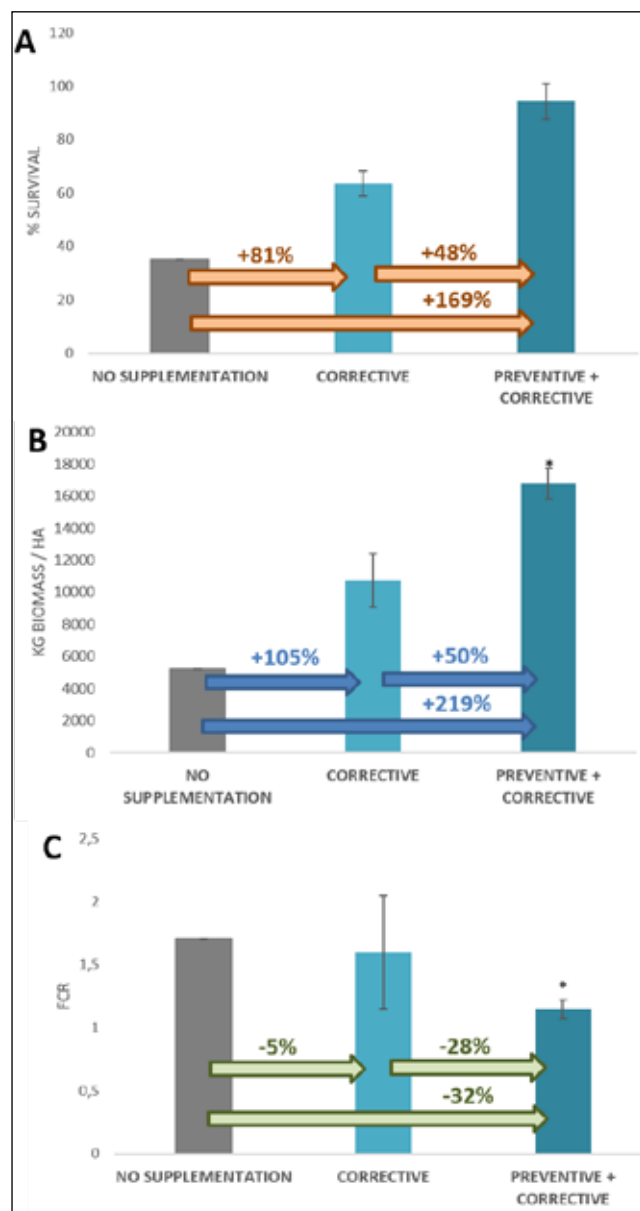 A
120
100
80
60
40
20
0
% SURVIVAL
+81%
+48%
+169%
NO SUPPLEMENTATION
CORRECTIVE
PREVENTIVE +
CORRECTIVE
B
20000
18000
16000
14000
12000
10000
8000
6000
4000
2000
0
KG BIOMASS / HA
*
+105%
+50%
+219%
NO
SUPPLEMENTATION
CORRECTIVE
PREVENTIVE +
CORRECTIVE
C
2,5
2
1,5
1
0,5
0
FCR
*
-5%
-28%
-32%
NO SUPPLEMENTATION
CORRECTIVE
PREVENTIVE +
CORRECTIVE